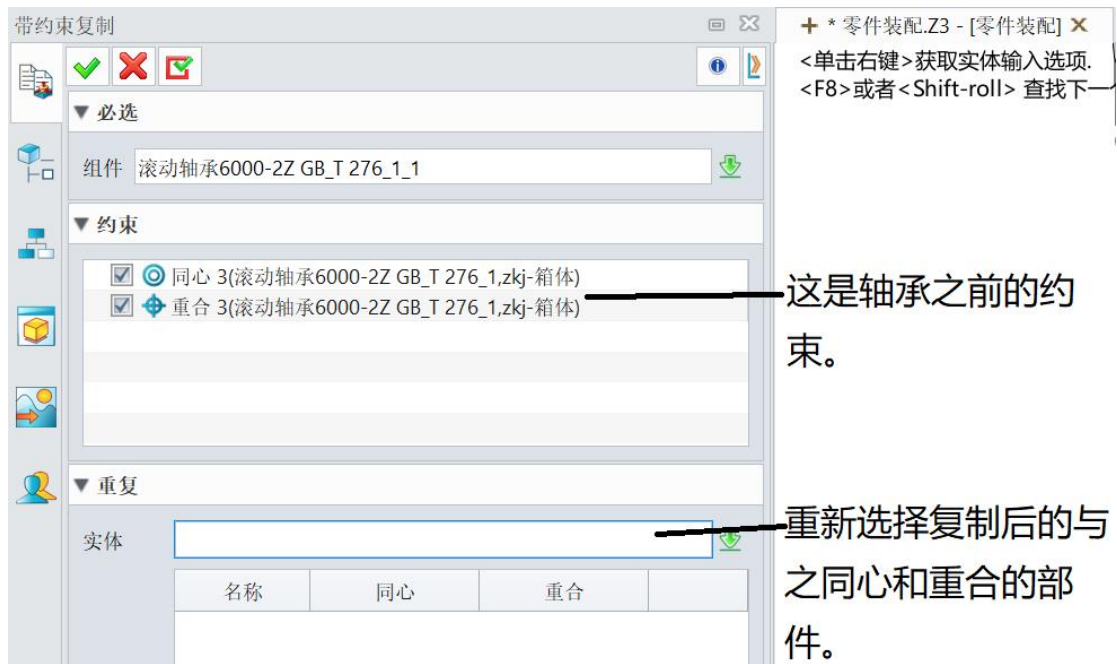 带约束复制
+ * 零件装配.Z3 - [零件装配] X
<单击右键>获取实体输入选项.
<F8>或者<Shift-roll> 查找下一
▼ 必选
组件 滚动轴承6000-2Z GB_T 276_1_1
▼ 约束
同心 3(滚动轴承6000-2Z GB_T 276_1,zkj-箱体)
重合 3(滚动轴承6000-2Z GB_T 276_1,zkj-箱体)
这是轴承之前的约
束。
▼ 重复
实体
名称 同心 重合
重新选择复制后的与
之同心和重合的部
件。